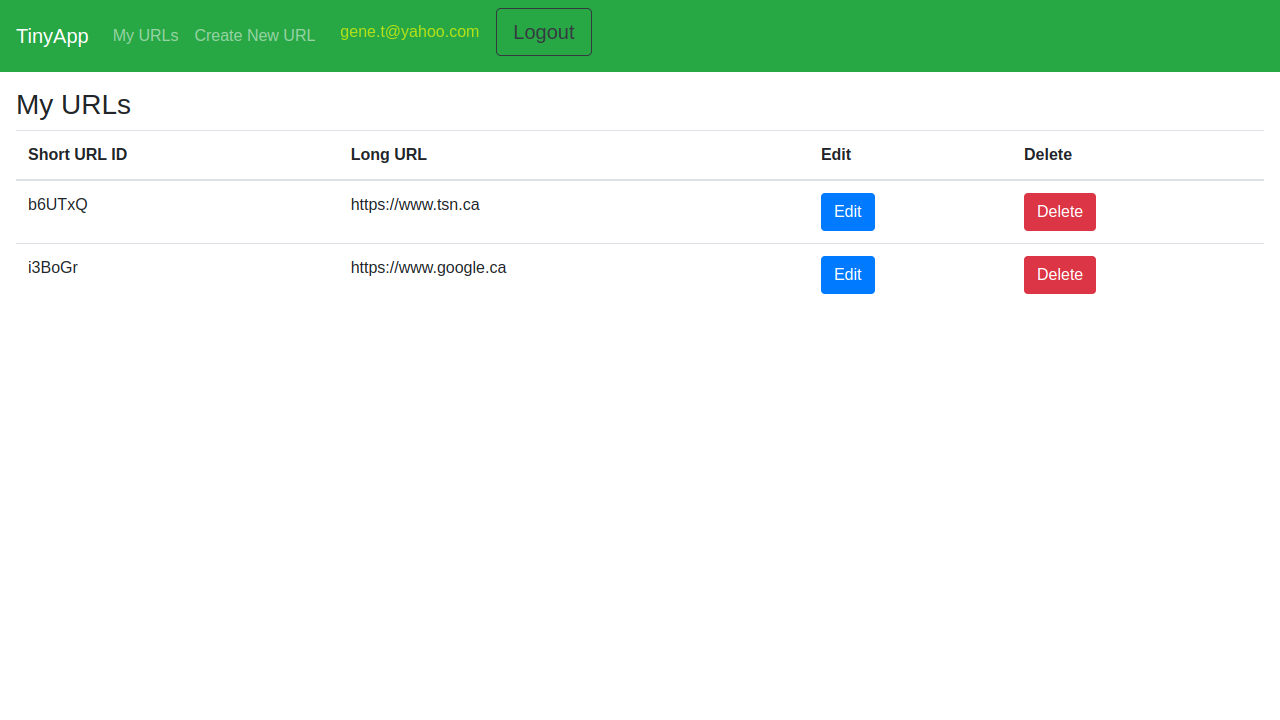 TinyApp My URLs Create New URL gene.t@yahoo.com Logout
My URLs
Short URL ID Long URL Edit Delete
b6UTxQ https://www.tsn.ca Edit Delete
i3BoGr https://www.google.ca Edit Delete